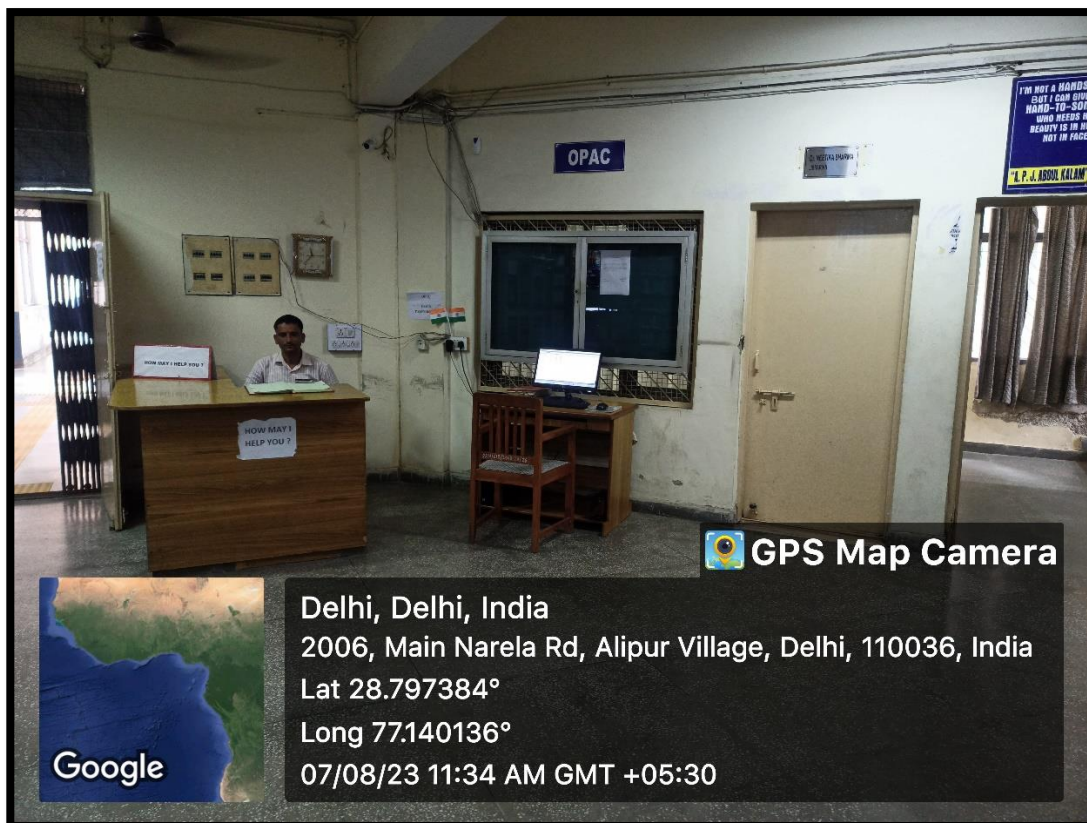 I'M NOT A HANDS
BUT I CAN GIV
HAND-TO-SO
WHO NEEDS H
BEAUTY IS IN H
NOT IN FACE
"A. P. J. ABDUL KALAM"
OPAC
HOW MAY I HELP YOU ?
HOW MAY I
HELP YOU ?
GPS Map Camera
Delhi, Delhi, India
2006, Main Narela Rd, Alipur Village, Delhi, 110036, India
Lat 28.797384°
Long 77.140136°
07/08/23 11:34 AM GMT +05:30
Google